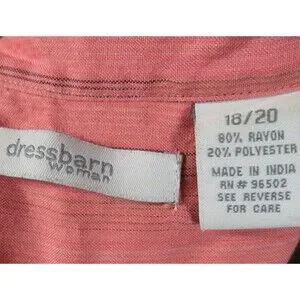 dressbarn
woman
18/20
80% RAYON
20% POLYESTER
MADE IN INDIA
RN # 96502
SEE REVERSE
FOR CARE